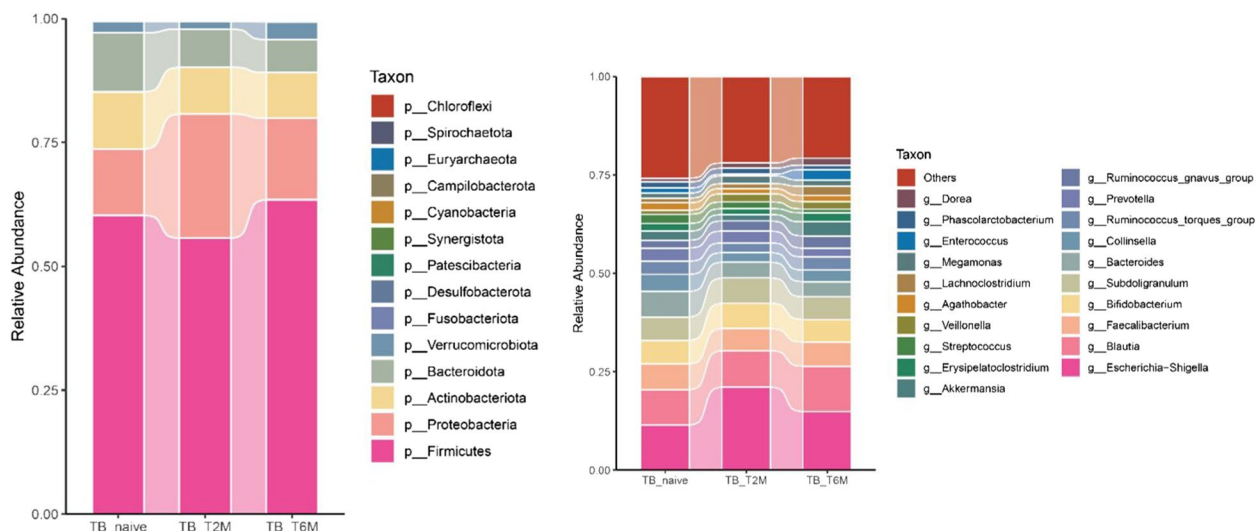 1.00
0.75
0.50
0.25
0.00
Relative Abundance
TB_naive
TB_T2M
TB_T6M
Taxon
p__Chloroflexi
p__Spirochaetota
p__Euryarchaeota
p__Campilobacterota
p__Cyanobacteria
p__Synergistota
p__Patescibacteria
p__Desulfobacterota
p__Fusobacteriota
p__Verrucomicrobiota
p__Bacteroidota
p__Actinobacteriota
p__Proteobacteria
p__Firmicutes
1.00
0.75
0.50
0.25
0.00
Relative Abundance
TB_naive
TB_T2M
TB_T6M
Taxon
Others
g__Dorea
g__Phascolarctobacterium
g__Enterococcus
g__Megamonas
g__Lachnoclostridium
g__Agathobacter
g__Veillonella
g__Streptococcus
g__Erysipelatoclostridium
g__Akkermansia
g__Ruminococcus_gnavus_group
g__Prevotella
g__Ruminococcus_torques_group
g__Collinsella
g__Bacteroides
g__Subdoligranulum
g__Bifidobacterium
g__Faecalibacterium
g__Blautia
g__Escherichia-Shigella